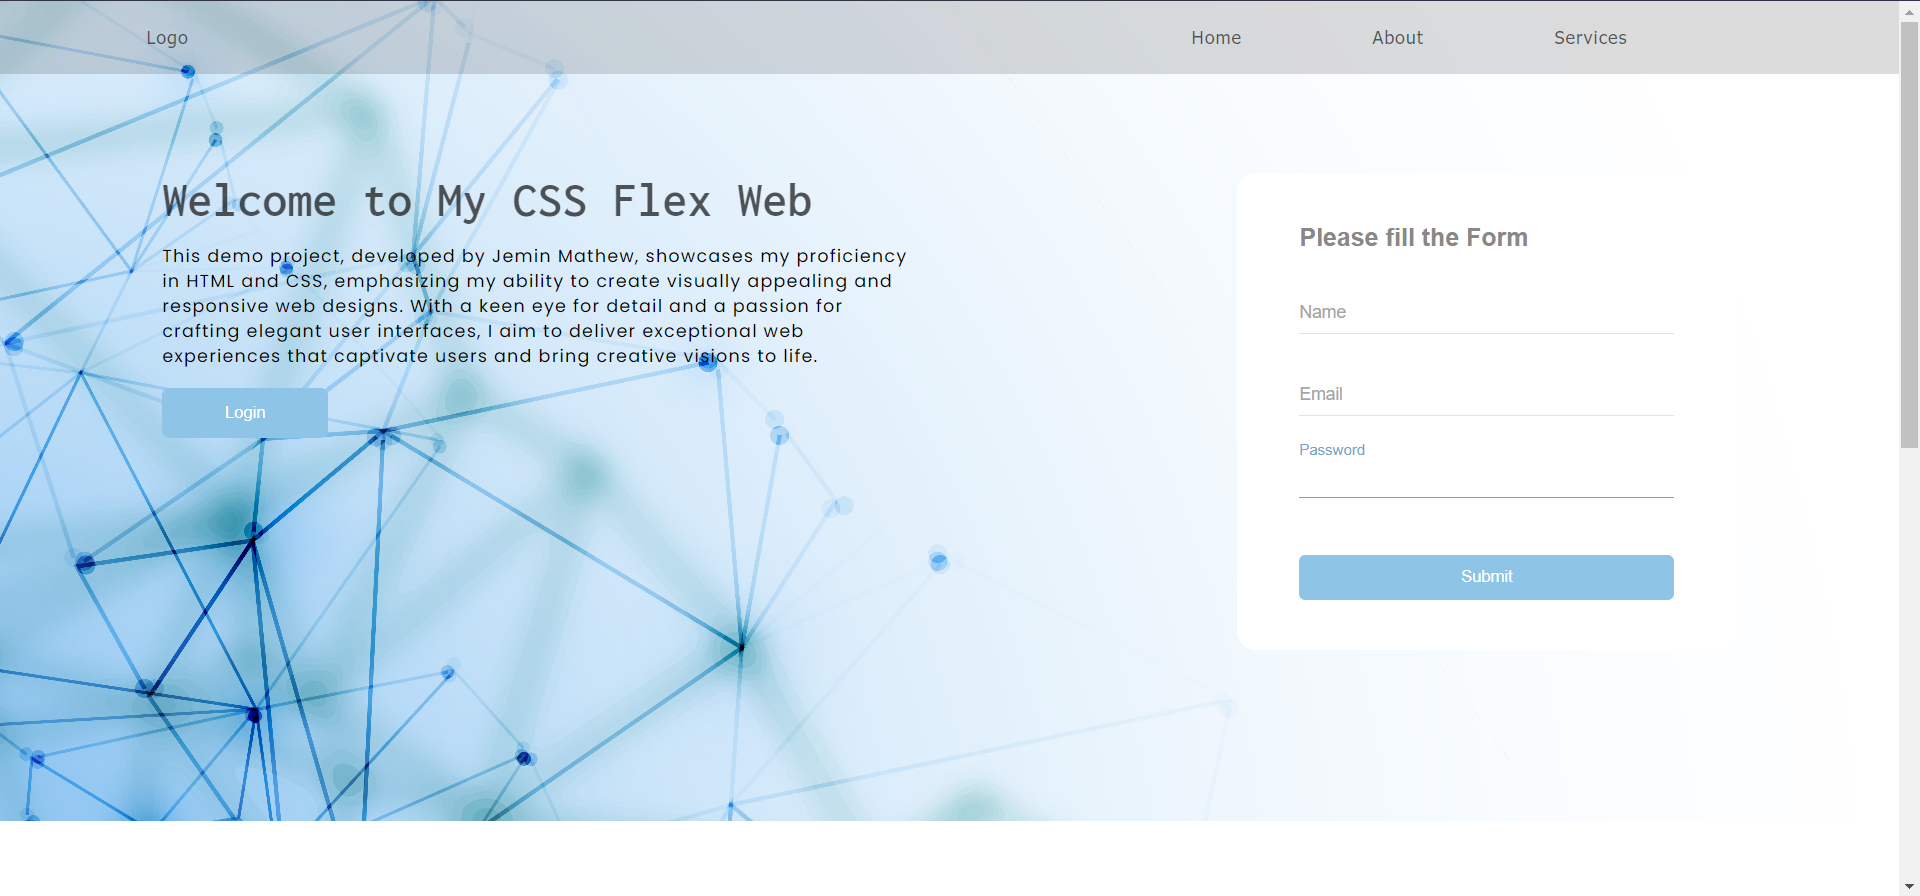 Logo
Home
About
Services
Welcome to My CSS Flex Web
This demo project, developed by Jemin Mathew, showcases my proficiency
in HTML and CSS, emphasizing my ability to create visually appealing and
responsive web designs. With a keen eye for detail and a passion for
crafting elegant user interfaces, I aim to deliver exceptional web
experiences that captivate users and bring creative visions to life.
Login
Please fill the Form
Name
Email
Password
Submit